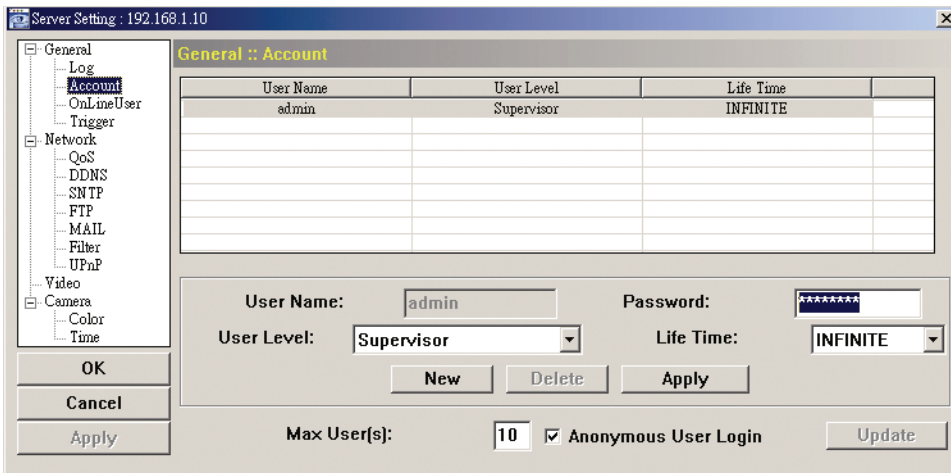 Server Setting : 192.168.1.10
General
Log
Account
OnLineUser
Trigger
Network
QoS
DDNS
SNTP
FTP
MAIL
Filter
UPnP
Video
Camera
Color
Time
OK
Cancel
Apply
General :: Account
User Name User Level Life Time
admin Supervisor INFINITE
User Name: admin Password: ********
User Level: Supervisor Life Time: INFINITE
New Delete Apply
Max User(s): 10 Anonymous User Login Update